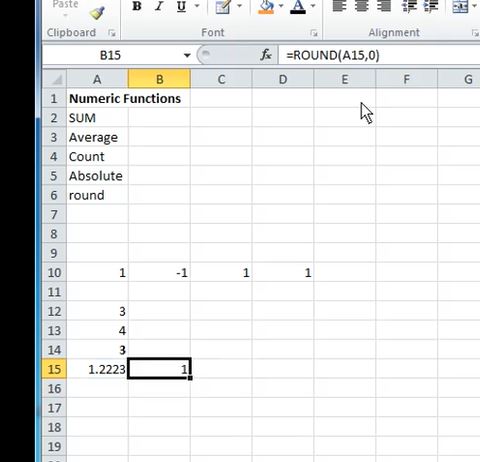 Paste
B I U A
Clipboard Font Alignment
B15 fx =ROUND(A15,0)
A B C D E F G
1 Numeric Functions
2 SUM
3 Average
4 Count
5 Absolute
6 round
7
8
9
10 1 -1 1 1
11
12 3
13 4
14 3
15 1.2223 1
16
17
18
19